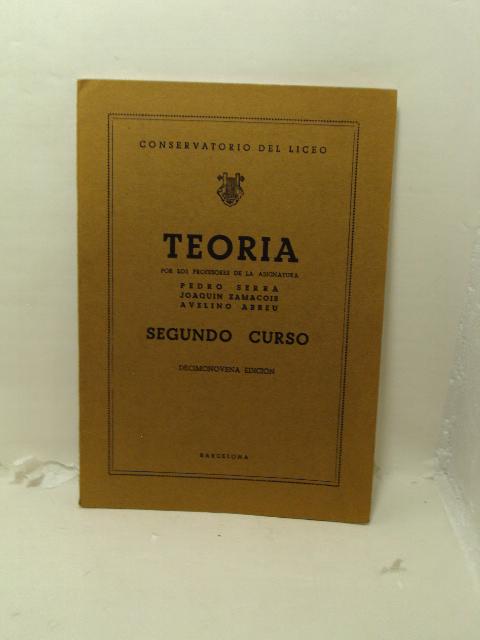 CONSERVATORIO DEL LICEO
TEORIA
POR LOS PROFESORES DE LA ASIGNATURA
PEDRO SERRA
JOAQUIN ZAMACOIS
AVELINO ABREU
SEGUNDO CURSO
DECIMONOVENA EDICION
BARCELONA